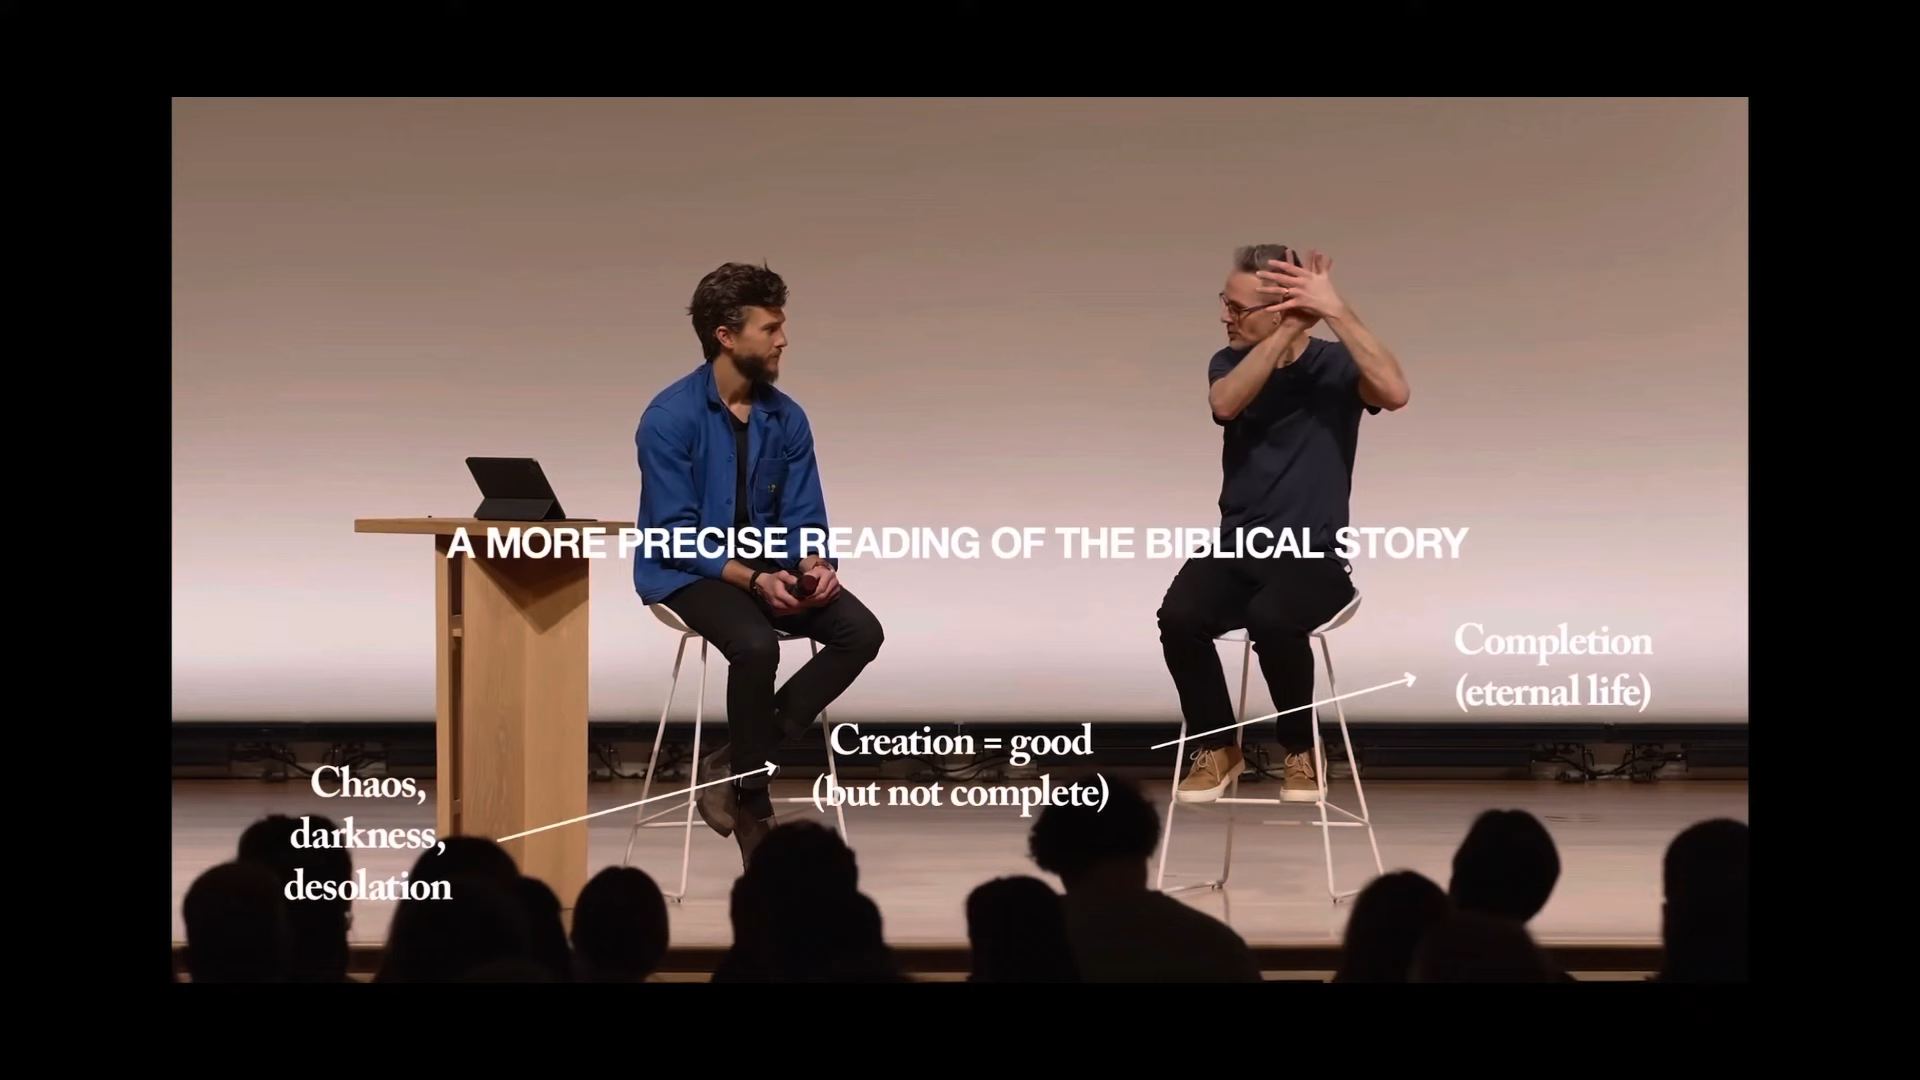 A MORE PRECISE READING OF THE BIBLICAL STORY
Chaos,
darkness,
desolation
Creation = good
(but not complete)
Completion
(eternal life)